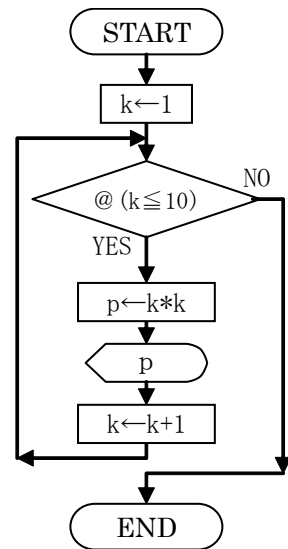 START
k←1
@ (k≦10)
NO
YES
p←k*k
p
k←k+1
END